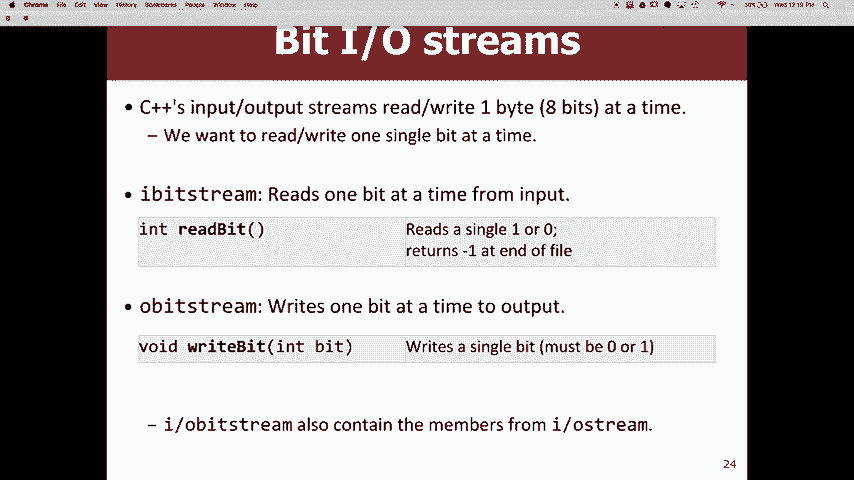 Chrome File Edit View History Bookmarks People Window Help
Wed 12:19 PM
Bit I/O streams
• C++'s input/output streams read/write 1 byte (8 bits) at a time.
– We want to read/write one single bit at a time.
• ibitstream: Reads one bit at a time from input.
int readBit() Reads a single 1 or 0;
returns -1 at end of file
• obitstream: Writes one bit at a time to output.
void writeBit(int bit) Writes a single bit (must be 0 or 1)
– i/obitstream also contain the members from i/ostream.
24